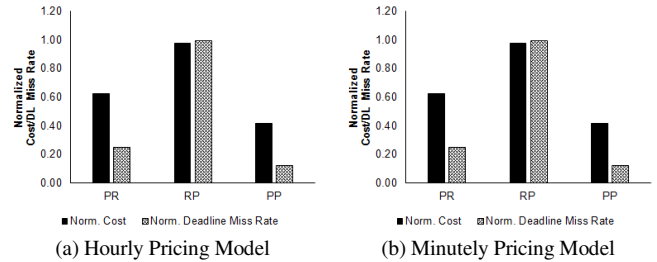 1.20
1.00
0.80
0.60
0.40
0.20
0.00
Normalized
Cost/DL Miss Rate
PR RP PP
Norm. Cost Norm. Deadline Miss Rate
(a) Hourly Pricing Model
1.20
1.00
0.80
0.60
0.40
0.20
0.00
Normalized
Cost/DL Miss Rate
PR RP PP
Norm. Cost Norm. Deadline Miss Rate
(b) Minutely Pricing Model